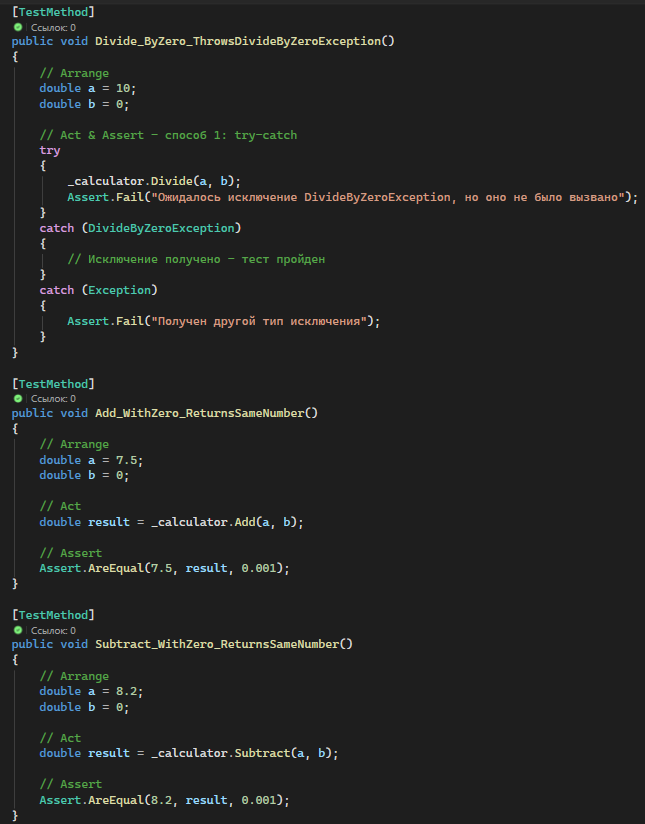 [TestMethod]
Ссылок: 0
public void Divide_ByZero_ThrowsDivideByZeroException()
{
// Arrange
double a = 10;
double b = 0;
// Act & Assert - способ 1: try-catch
try
{
_calculator.Divide(a, b);
Assert.Fail("Ожидалось исключение DivideByZeroException, но оно не было вызвано");
}
catch (DivideByZeroException)
{
// Исключение получено - тест пройден
}
catch (Exception)
{
Assert.Fail("Получен другой тип исключения");
}
}
[TestMethod]
Ссылок: 0
public void Add_WithZero_ReturnsSameNumber()
{
// Arrange
double a = 7.5;
double b = 0;
// Act
double result = _calculator.Add(a, b);
// Assert
Assert.AreEqual(7.5, result, 0.001);
}
[TestMethod]
Ссылок: 0
public void Subtract_WithZero_ReturnsSameNumber()
{
// Arrange
double a = 8.2;
double b = 0;
// Act
double result = _calculator.Subtract(a, b);
// Assert
Assert.AreEqual(8.2, result, 0.001);
}